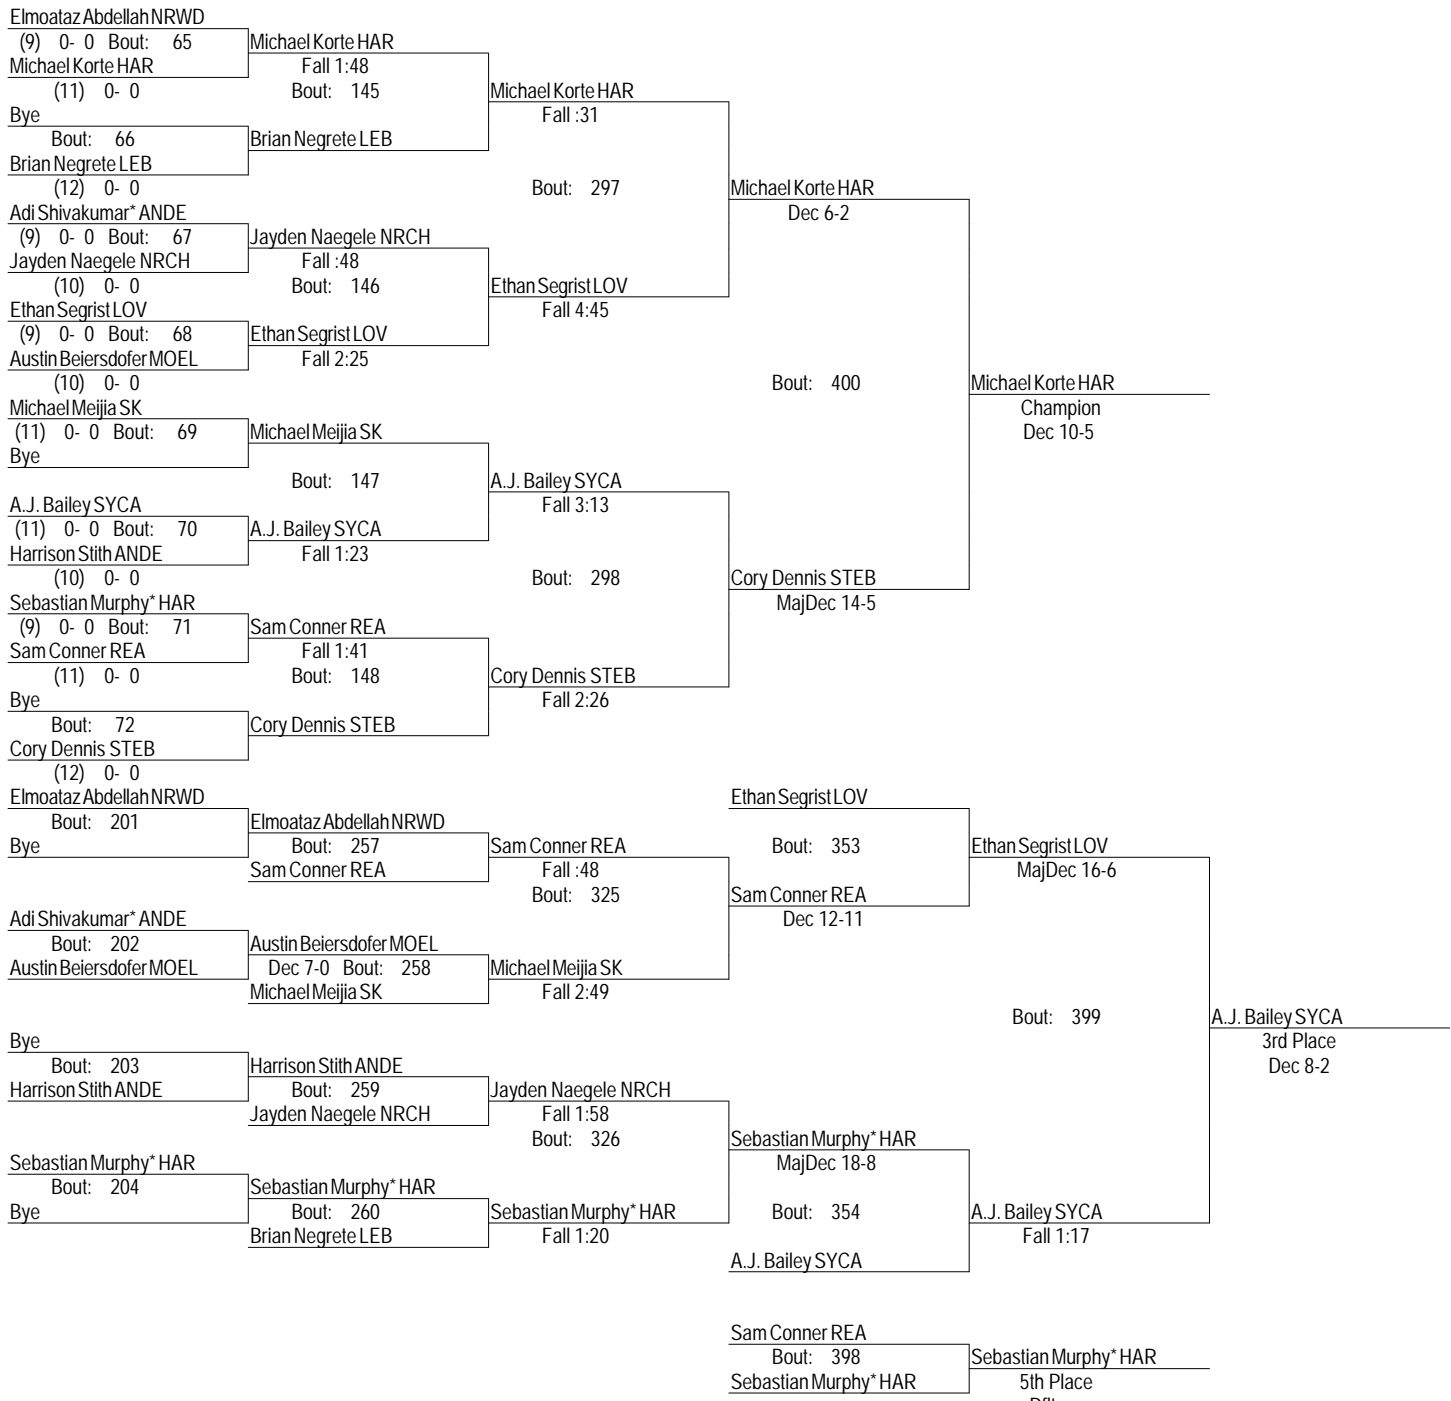 Elmoataz Abdellah NRWD
(9) 0- 0 Bout: 65
Michael Korte HAR
(11) 0- 0
Bye
Bout: 66
Brian Negrete LEB
(12) 0- 0
Adi Shivakumar* ANDE
(9) 0- 0 Bout: 67
Jayden Naegele NRCH
(10) 0- 0
Ethan Segrist LOV
(9) 0- 0 Bout: 68
Austin Beiersdofer MOEL
(10) 0- 0
Michael Meijia SK
(11) 0- 0 Bout: 69
Bye
A.J. Bailey SYCA
(11) 0- 0 Bout: 70
Harrison Stith ANDE
(10) 0- 0
Sebastian Murphy* HAR
(9) 0- 0 Bout: 71
Sam Conner REA
(11) 0- 0
Bye
Bout: 72
Cory Dennis STEB
(12) 0- 0
Michael Korte HAR
Fall 1:48
Bout: 145
Brian Negrete LEB
Jayden Naegele NRCH
Fall :48
Bout: 146
Ethan Segrist LOV
Fall 2:25
Michael Meijia SK
Bout: 147
A.J. Bailey SYCA
Fall 1:23
Sam Conner REA
Fall 1:41
Bout: 148
Cory Dennis STEB
Michael Korte HAR
Fall :31
Bout: 297
Ethan Segrist LOV
Fall 4:45
A.J. Bailey SYCA
Fall 3:13
Bout: 298
Cory Dennis STEB
Fall 2:26
Michael Korte HAR
Dec 6-2
Bout: 400
Cory Dennis STEB
MajDec 14-5
Michael Korte HAR
Champion
Dec 10-5
Elmoataz Abdellah NRWD
Bout: 201
Bye
Adi Shivakumar* ANDE
Bout: 202
Austin Beiersdofer MOEL
Bye
Bout: 203
Harrison Stith ANDE
Sebastian Murphy* HAR
Bout: 204
Bye
Elmoataz Abdellah NRWD
Bout: 257
Sam Conner REA
Austin Beiersdofer MOEL
Dec 7-0 Bout: 258
Michael Meijia SK
Harrison Stith ANDE
Bout: 259
Jayden Naegele NRCH
Sebastian Murphy* HAR
Bout: 260
Brian Negrete LEB
Sam Conner REA
Fall :48
Bout: 325
Michael Meijia SK
Fall 2:49
Jayden Naegele NRCH
Fall 1:58
Bout: 326
Sebastian Murphy* HAR
Fall 1:20
Ethan Segrist LOV
Bout: 353
Sam Conner REA
Dec 12-11
Sebastian Murphy* HAR
MajDec 18-8
Bout: 354
A.J. Bailey SYCA
Ethan Segrist LOV
MajDec 16-6
Bout: 399
A.J. Bailey SYCA
Fall 1:17
A.J. Bailey SYCA
3rd Place
Dec 8-2
Sam Conner REA
Bout: 398
Sebastian Murphy* HAR
Sebastian Murphy* HAR
5th Place